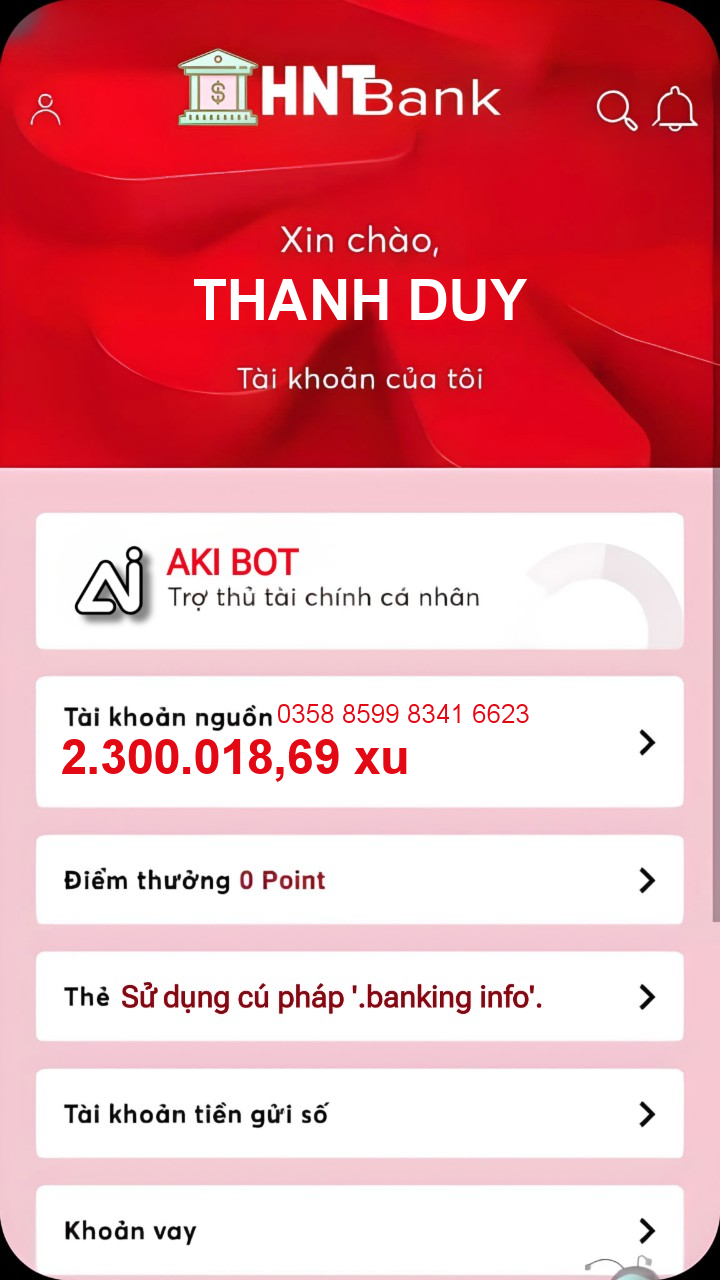 HNTBank
Xin chào,
THANH DUY
Tài khoản của tôi
AKI BOT
Trợ thủ tài chính cá nhân
Tài khoản nguồn 0358 8599 8341 6623
2.300.018,69 xu
Điểm thưởng 0 Point
Thẻ Sử dụng cú pháp '.banking info'.
Tài khoản tiền gửi số
Khoản vay